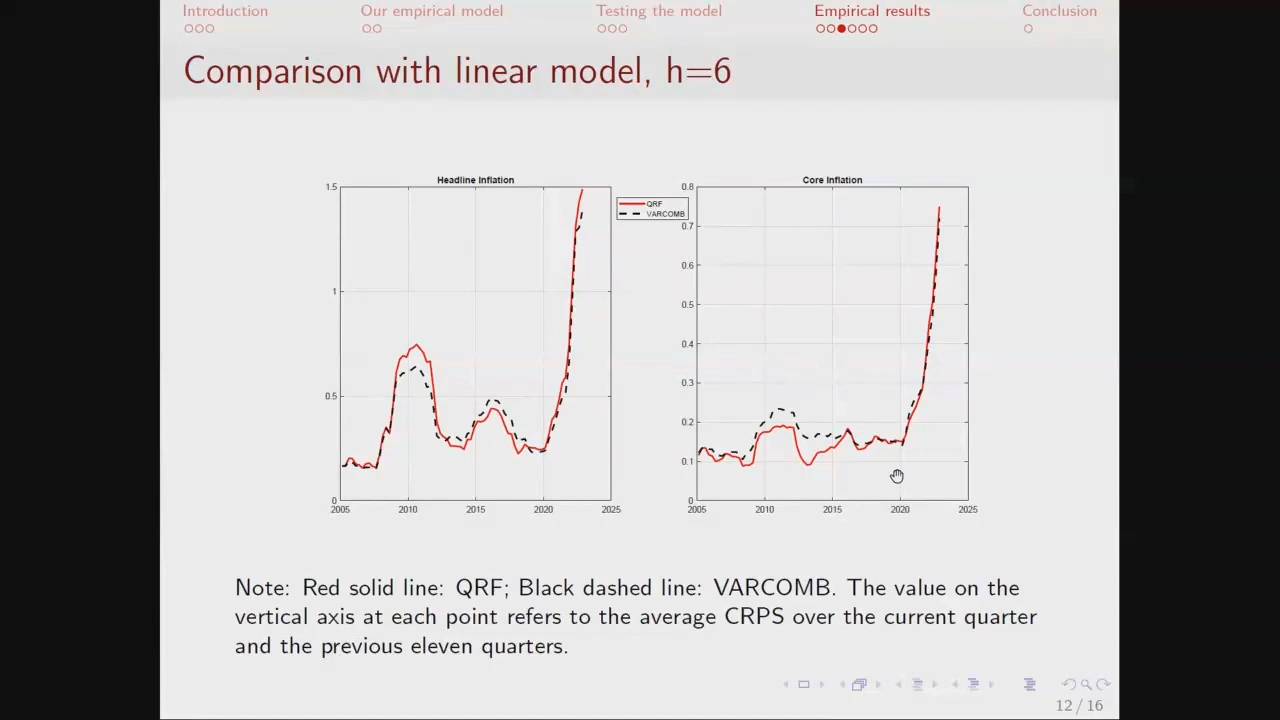 Introduction Our empirical model Testing the model Empirical results Conclusion
Comparison with linear model, h=6
Headline Inflation
1.5
1
0.5
0
2005 2010 2015 2020 2025
QRF
VARCOMB
Core Inflation
0.8
0.7
0.6
0.5
0.4
0.3
0.2
0.1
0
2005 2010 2015 2020 2025
Note: Red solid line: QRF; Black dashed line: VARCOMB. The value on the
vertical axis at each point refers to the average CRPS over the current quarter
and the previous eleven quarters.
12 / 16